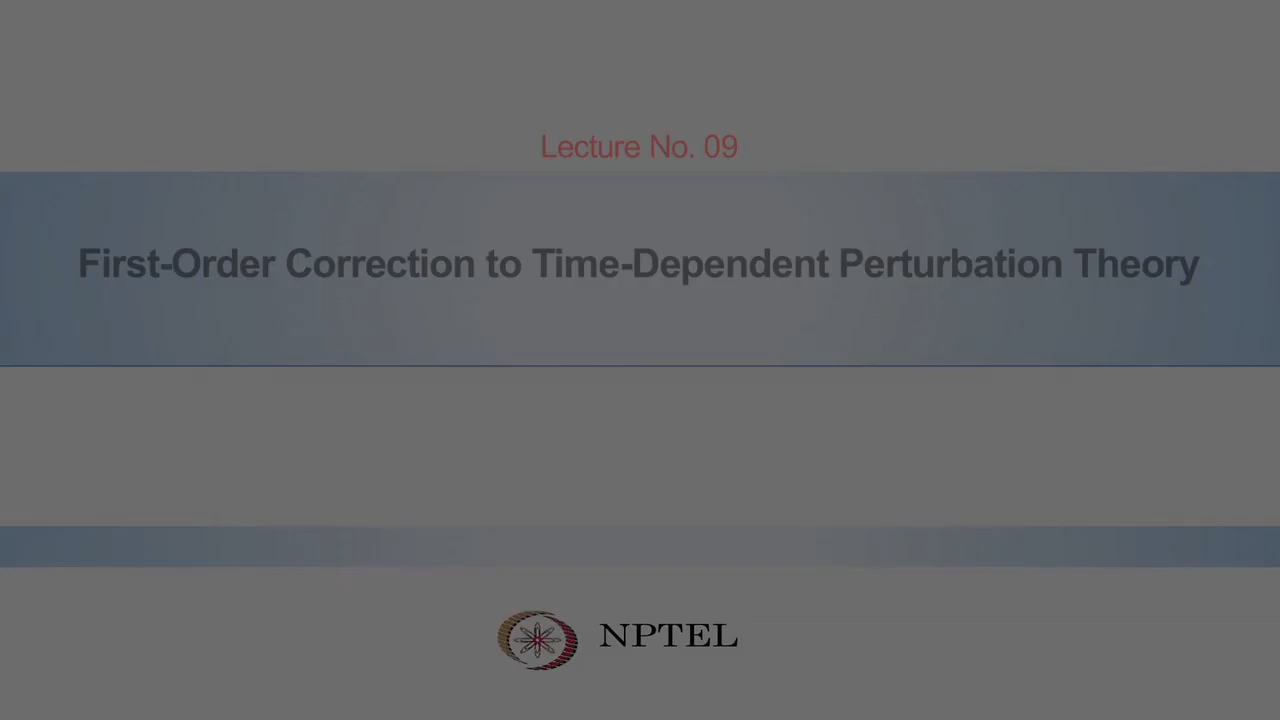 Lecture No. 09
First-Order Correction to Time-Dependent Perturbation Theory
NPTEL